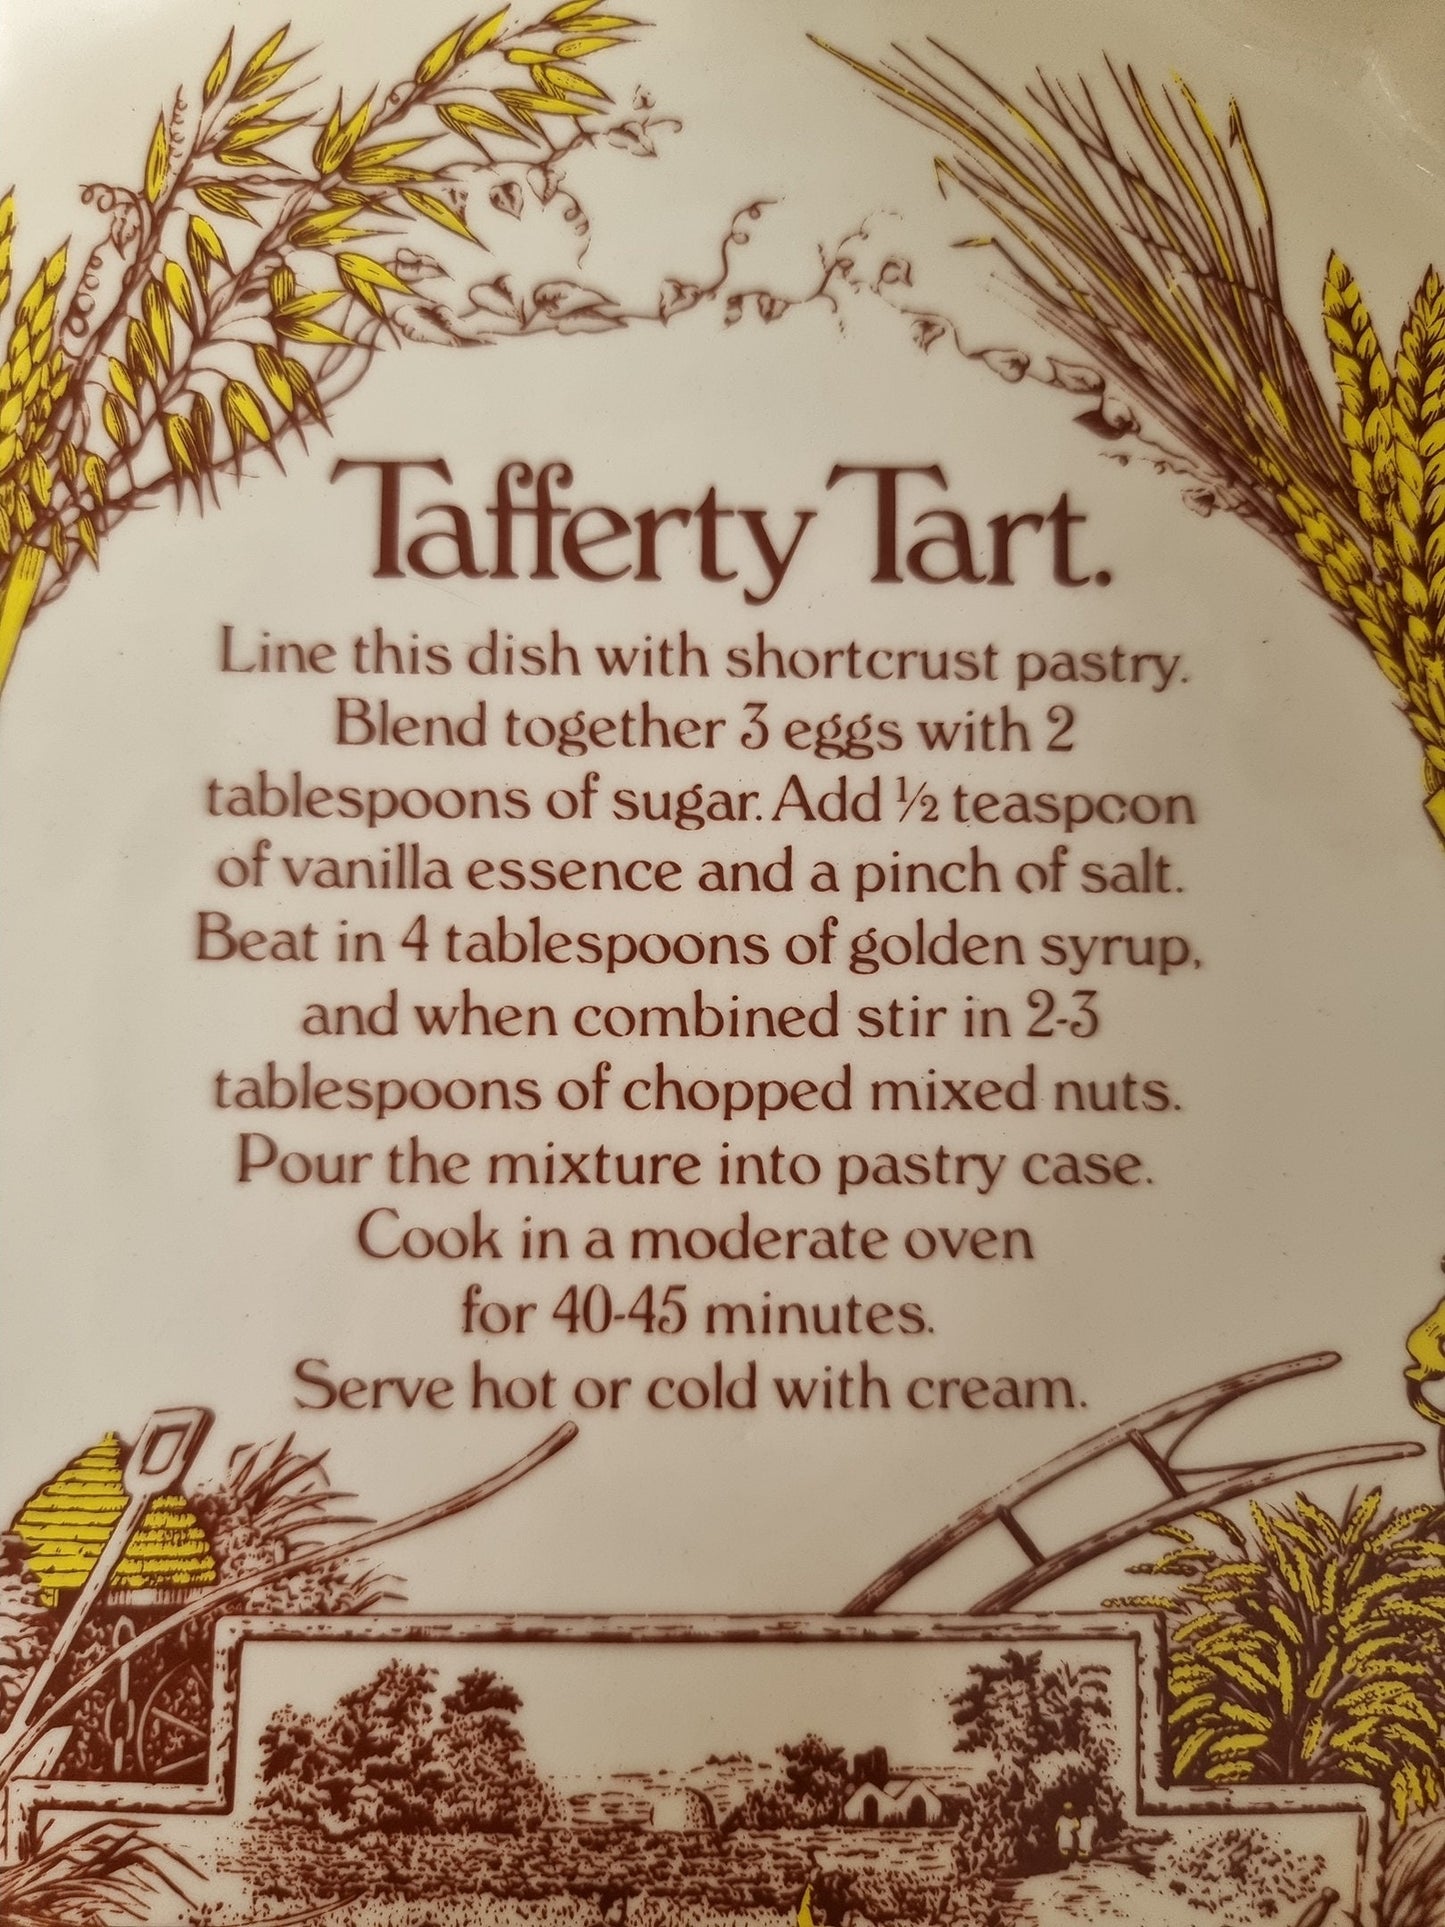 Tafferty Tart.
Line this dish with shortcrust pastry.
Blend together 3 eggs with 2
tablespoons of sugar. Add ½ teaspoon
of vanilla essence and a pinch of salt.
Beat in 4 tablespoons of golden syrup,
and when combined stir in 2-3
tablespoons of chopped mixed nuts.
Pour the mixture into pastry case.
Cook in a moderate oven
for 40-45 minutes.
Serve hot or cold with cream.